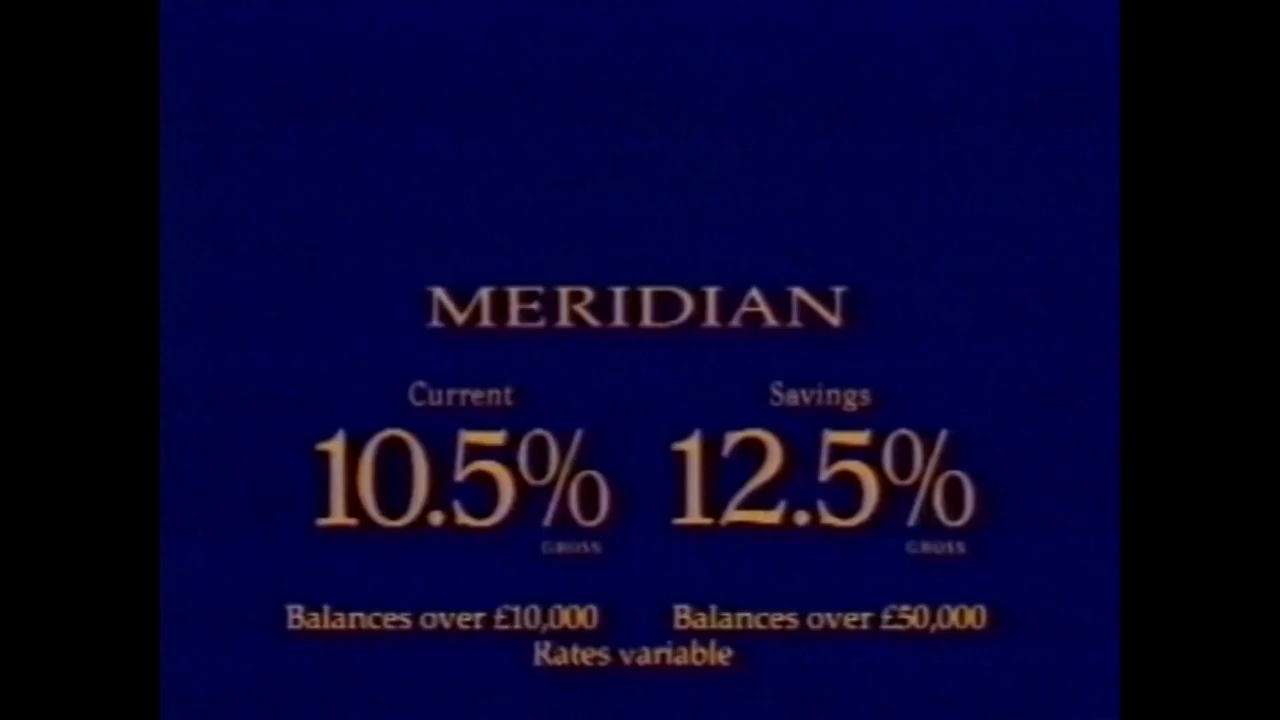 MERIDIAN
Current Savings
10.5% 12.5%
GROSS GROSS
Balances over £10,000 Balances over £50,000
Rates variable